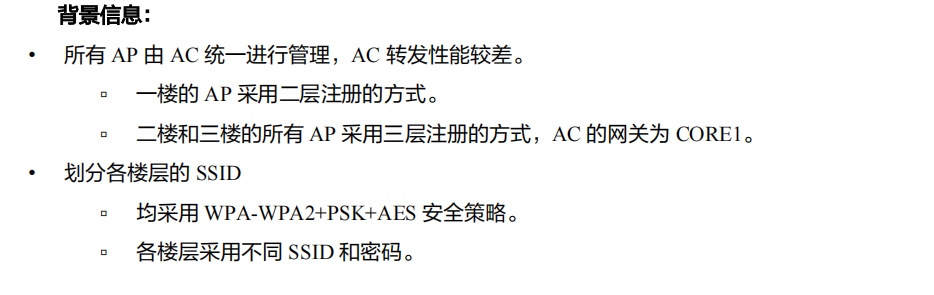 背景信息：
• 所有 AP 由 AC 统一进行管理，AC 转发性能较差。
▫ 一楼的 AP 采用二层注册的方式。
▫ 二楼和三楼的所有 AP 采用三层注册的方式，AC 的网关为 CORE1。
• 划分各楼层的 SSID
▫ 均采用 WPA-WPA2+PSK+AES 安全策略。
▫ 各楼层采用不同 SSID 和密码。